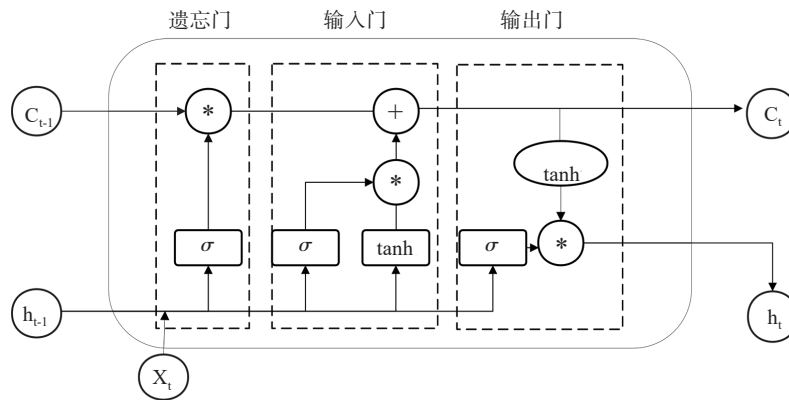 遗忘门 输入门 输出门
C_{t-1} * + C_t
* tanh
σ σ tanh σ *
h_{t-1} h_t
X_t